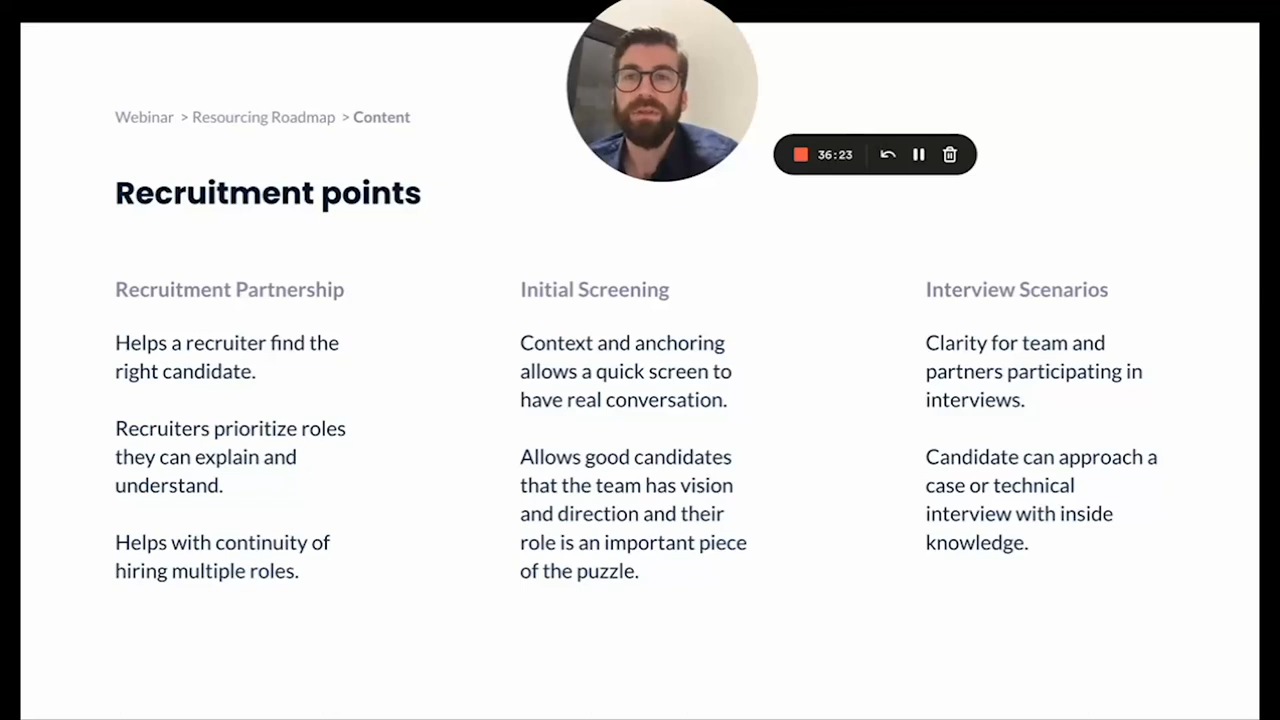 Webinar > Resourcing Roadmap > Content
36:23
Recruitment points
Recruitment Partnership
Helps a recruiter find the
right candidate.
Recruiters prioritize roles
they can explain and
understand.
Helps with continuity of
hiring multiple roles.
Initial Screening
Context and anchoring
allows a quick screen to
have real conversation.
Allows good candidates
that the team has vision
and direction and their
role is an important piece
of the puzzle.
Interview Scenarios
Clarity for team and
partners participating in
interviews.
Candidate can approach a
case or technical
interview with inside
knowledge.